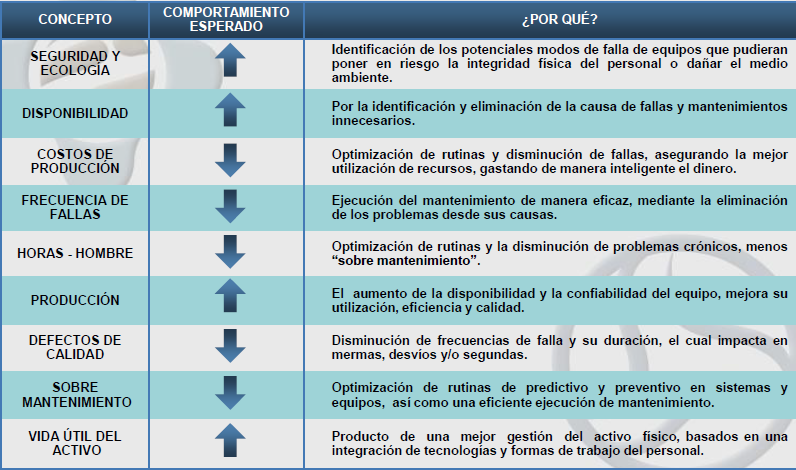 CONCEPTO
COMPORTAMIENTO
ESPERADO
¿POR QUÉ?
SEGURIDAD Y
ECOLOGÍA
Identificación de los potenciales modos de falla de equipos que pudieran
poner en riesgo la integridad física del personal o dañar el medio
ambiente.
DISPONIBILIDAD
Por la identificación y eliminación de la causa de fallas y mantenimientos
innecesarios.
COSTOS DE
PRODUCCIÓN
Optimización de rutinas y disminución de fallas, asegurando la mejor
utilización de recursos, gastando de manera inteligente el dinero.
FRECUENCIA DE
FALLAS
Ejecución del mantenimiento de manera eficaz, mediante la eliminación
de los problemas desde sus causas.
HORAS - HOMBRE
Optimización de rutinas y la disminución de problemas crónicos, menos
“sobre mantenimiento”.
PRODUCCIÓN
El aumento de la disponibilidad y la confiabilidad del equipo, mejora su
utilización, eficiencia y calidad.
DEFECTOS DE
CALIDAD
Disminución de frecuencias de falla y su duración, el cual impacta en
mermas, desvíos y/o segundas.
SOBRE
MANTENIMIENTO
Optimización de rutinas de predictivo y preventivo en sistemas y
equipos, así como una eficiente ejecución de mantenimiento.
VIDA ÚTIL DEL
ACTIVO
Producto de una mejor gestión del activo físico, basados en una
integración de tecnologías y formas de trabajo del personal.